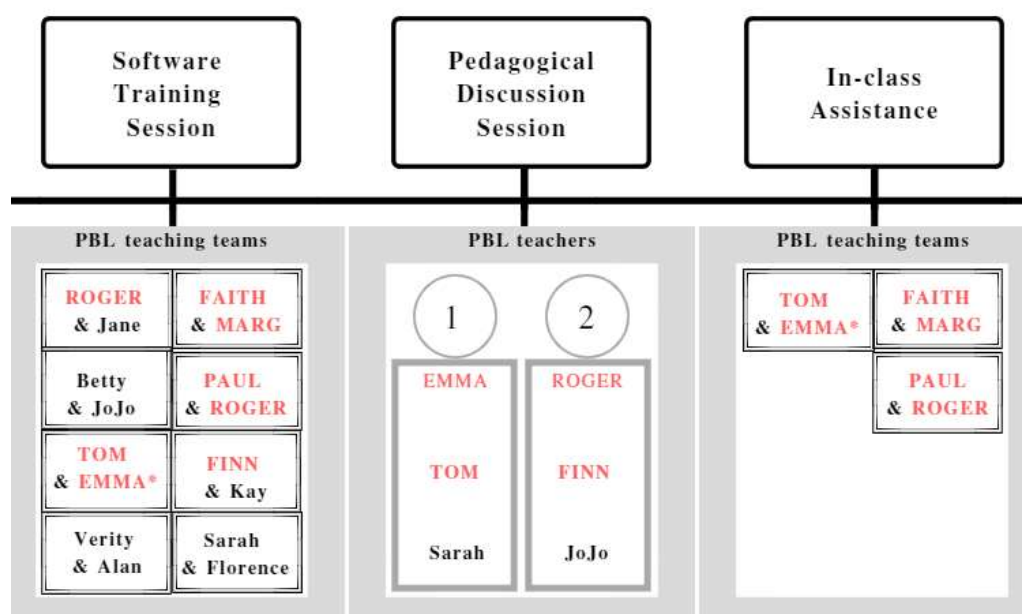 Software
Training
Session
Pedagogical
Discussion
Session
In-class
Assistance
PBL teaching teams
ROGER
& Jane
FAITH
& MARG
Betty
& JoJo
PAUL
& ROGER
TOM
& EMMA*
FINN
& Kay
Verity
& Alan
Sarah
& Florence
PBL teachers
1
2
EMMA
ROGER
TOM
FINN
Sarah
JoJo
PBL teaching teams
TOM
& EMMA*
FAITH
& MARG
PAUL
& ROGER